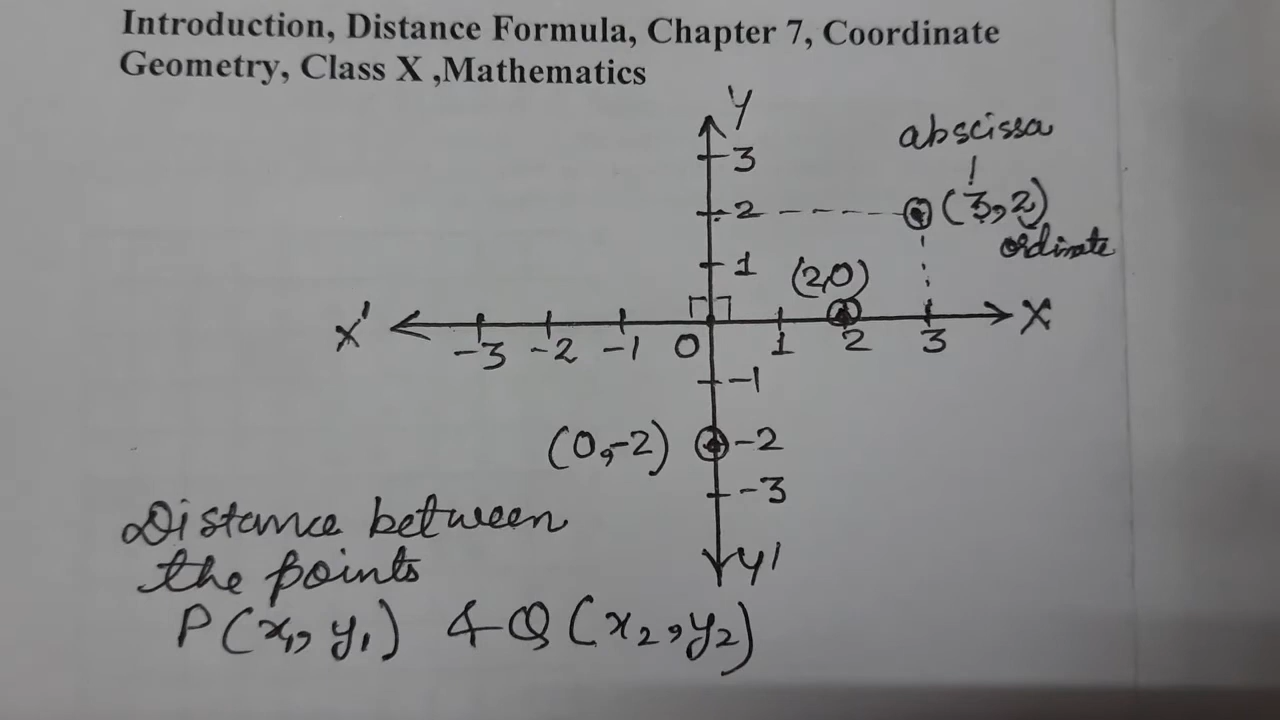 Introduction, Distance Formula, Chapter 7, Coordinate
Geometry, Class X ,Mathematics
Y
abscissa
3
2
(3,2)
ordinate
1
(2,0)
X'
-3 -2 -1 0 1 2 3
X
-1
(0,-2)
-2
-3
Y'
Distance between
the points
P(x₁, y₁) & Q(x₂, y₂)